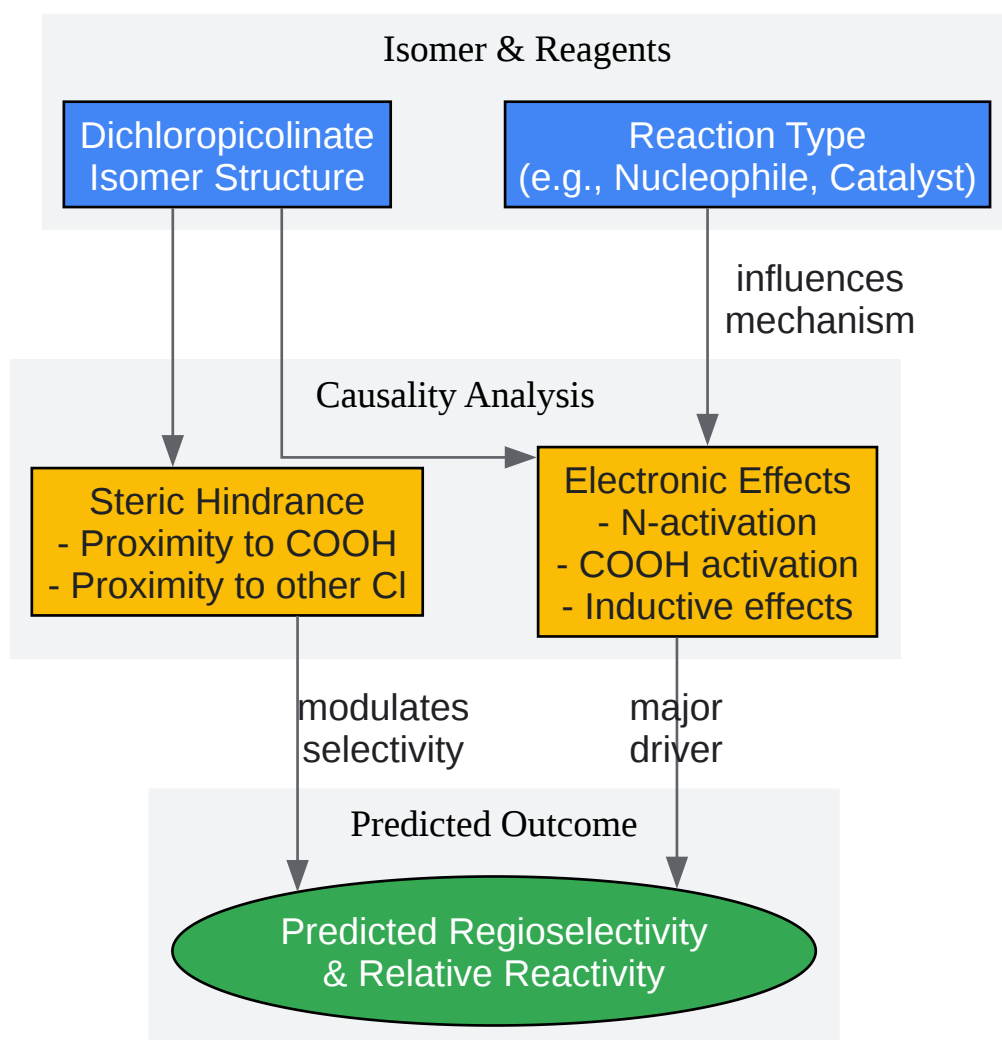 Isomer & Reagents
Dichloropicolinate
Isomer Structure
Reaction Type
(e.g., Nucleophile, Catalyst)
influences
mechanism
Causality Analysis
Steric Hindrance
- Proximity to COOH
- Proximity to other Cl
Electronic Effects
- N-activation
- COOH activation
- Inductive effects
modulates
selectivity
major
driver
Predicted Outcome
Predicted Regioselectivity
& Relative Reactivity